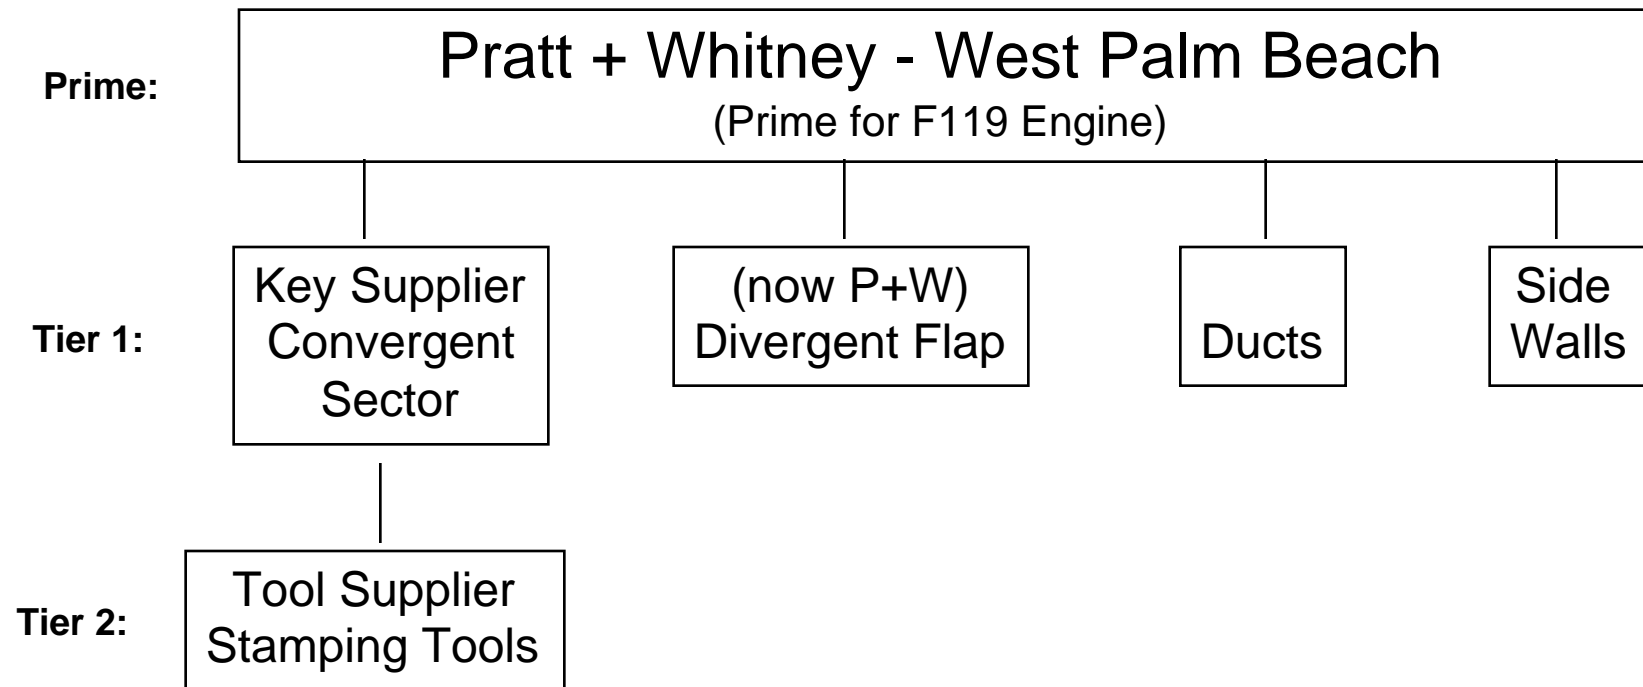 Prime:
Pratt + Whitney - West Palm Beach
(Prime for F119 Engine)
Tier 1:
Key Supplier
Convergent
Sector
(now P+W)
Divergent Flap
Ducts
Side
Walls
Tier 2:
Tool Supplier
Stamping Tools